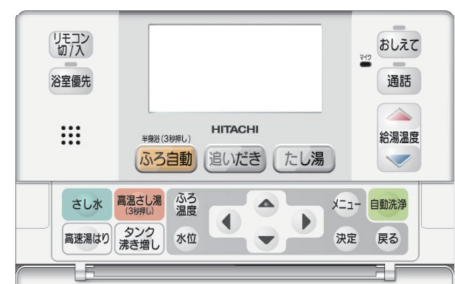 リモコン
切/入
浴室優先
おしえて
マイク
通話
給湯温度
HITACHI
半身浴(3秒押し)
ふろ自動
追いだき
たし湯
さし水
高温さし湯
(3秒押し)
ふろ
温度
メニュー
自動洗浄
高速湯はり
タンク
沸き増し
水位
決定
戻る